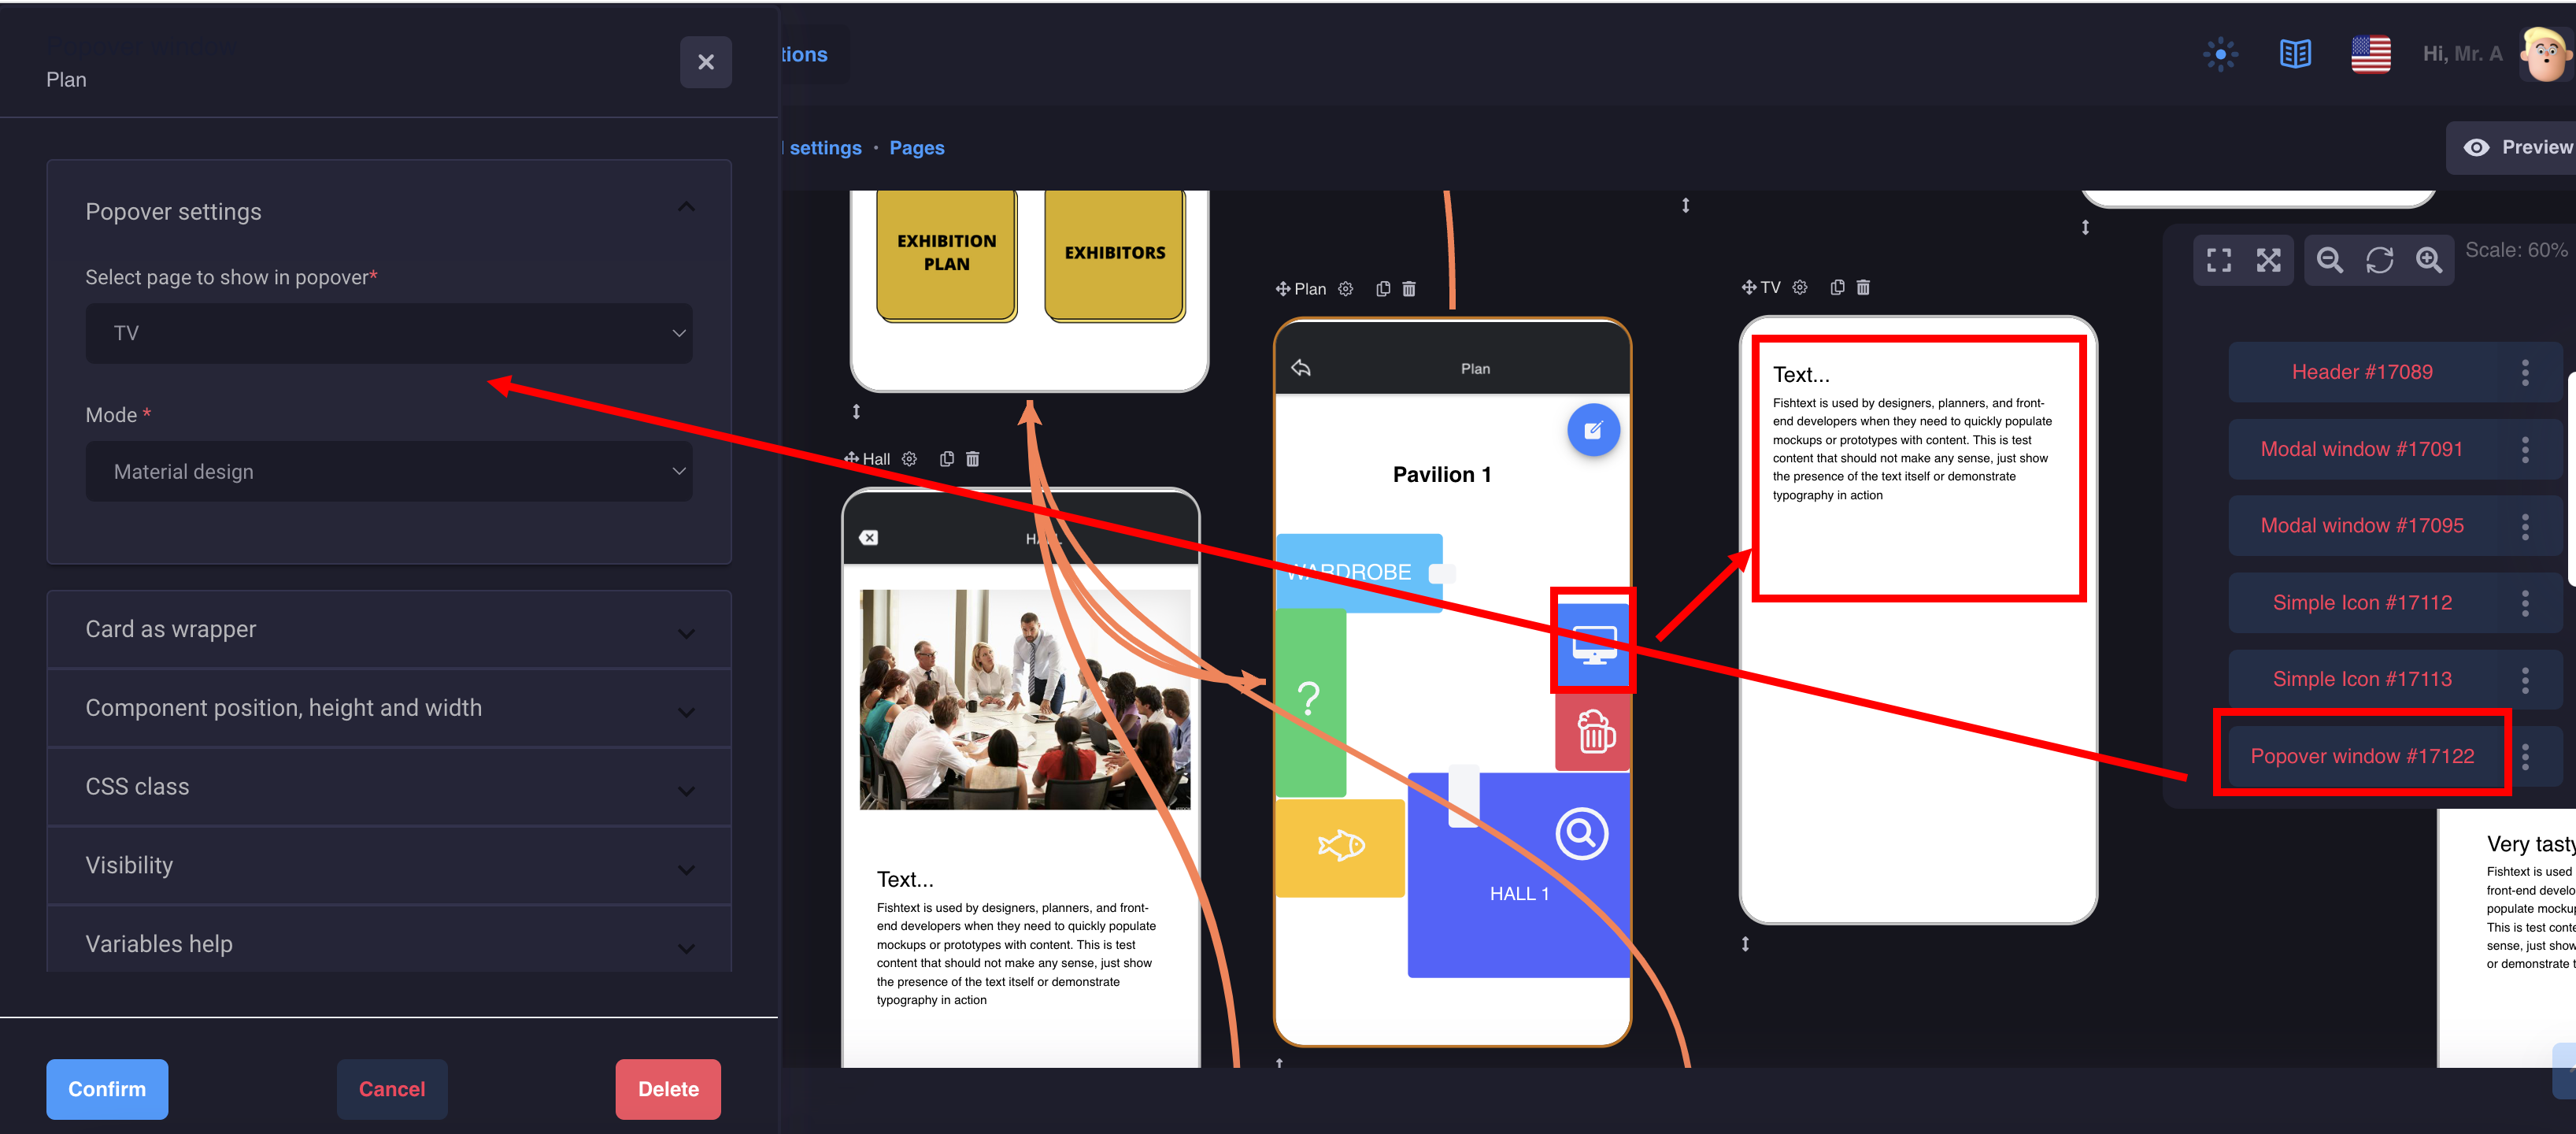 Popover window
Plan
Popover settings
Select page to show in popover*
TV
Mode *
Material design
Card as wrapper
Component position, height and width
CSS class
Visibility
Variables help
Confirm
Cancel
Delete
tions
Hi, Mr. A
settings • Pages
Preview
EXHIBITION
PLAN
EXHIBITORS
Hall
Text...
Fishtext is used by designers, planners, and front-
end developers when they need to quickly populate
mockups or prototypes with content. This is test
content that should not make any sense, just show
the presence of the text itself or demonstrate
typography in action
Plan
Plan
Pavilion 1
WARDROBE
?
HALL 1
TV
Text...
Fishtext is used by designers, planners, and front-
end developers when they need to quickly populate
mockups or prototypes with content. This is test
content that should not make any sense, just show
the presence of the text itself or demonstrate
typography in action
Scale: 60%
Header #17089
Modal window #17091
Modal window #17095
Simple Icon #17112
Simple Icon #17113
Popover window #17122
Very tasty
Fishtext is used
front-end develo
populate mocku
This is test conte
sense, just show
or demonstrate t